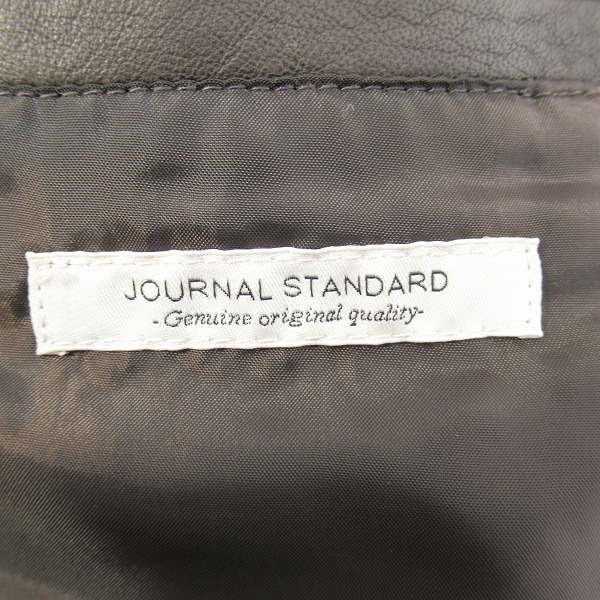 JOURNAL STANDARD
-Genuine original quality-